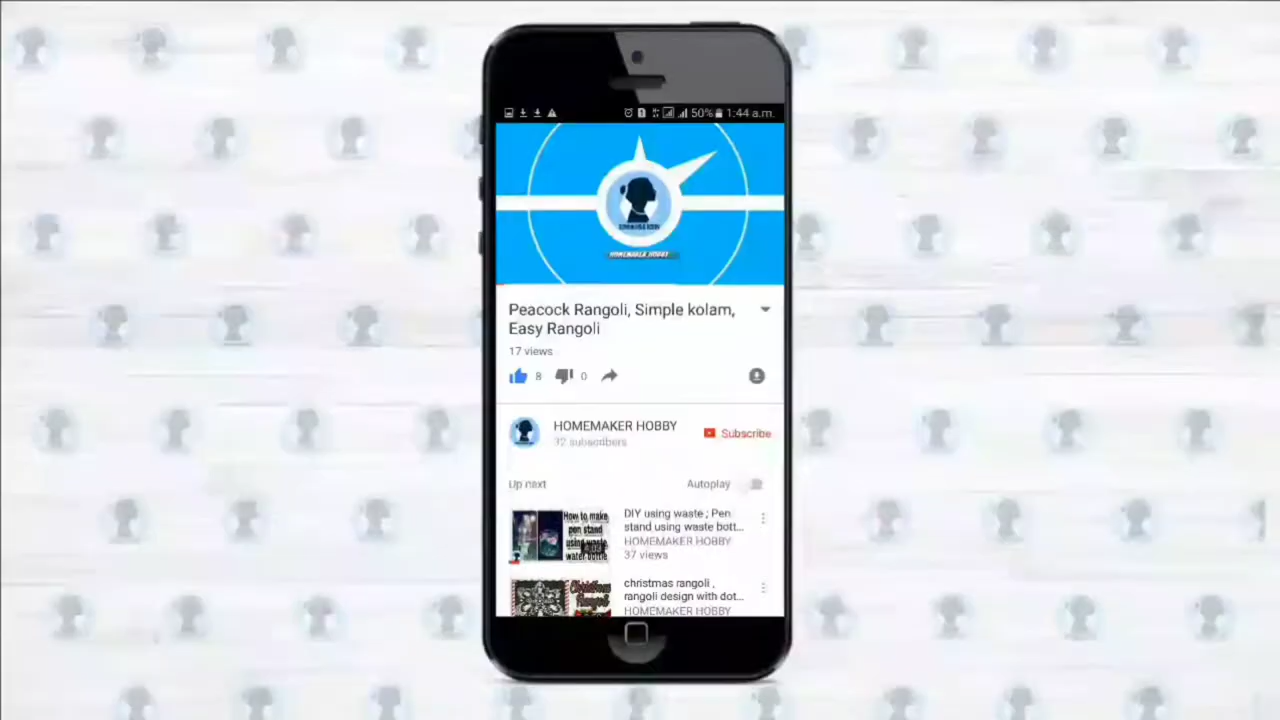 50% 1:44 a.m.
HOMEMAKER HOBBY
Peacock Rangoli, Simple kolam,
Easy Rangoli
17 views
8 0
HOMEMAKER HOBBY
32 subscribers
Subscribe
Up next
Autoplay
How to make
pen stand
using waste
water bottle
DIY using waste ; Pen
stand using waste bott...
HOMEMAKER HOBBY
37 views
christmas rangoli ,
rangoli design with dot...
HOMEMAKER HOBBY